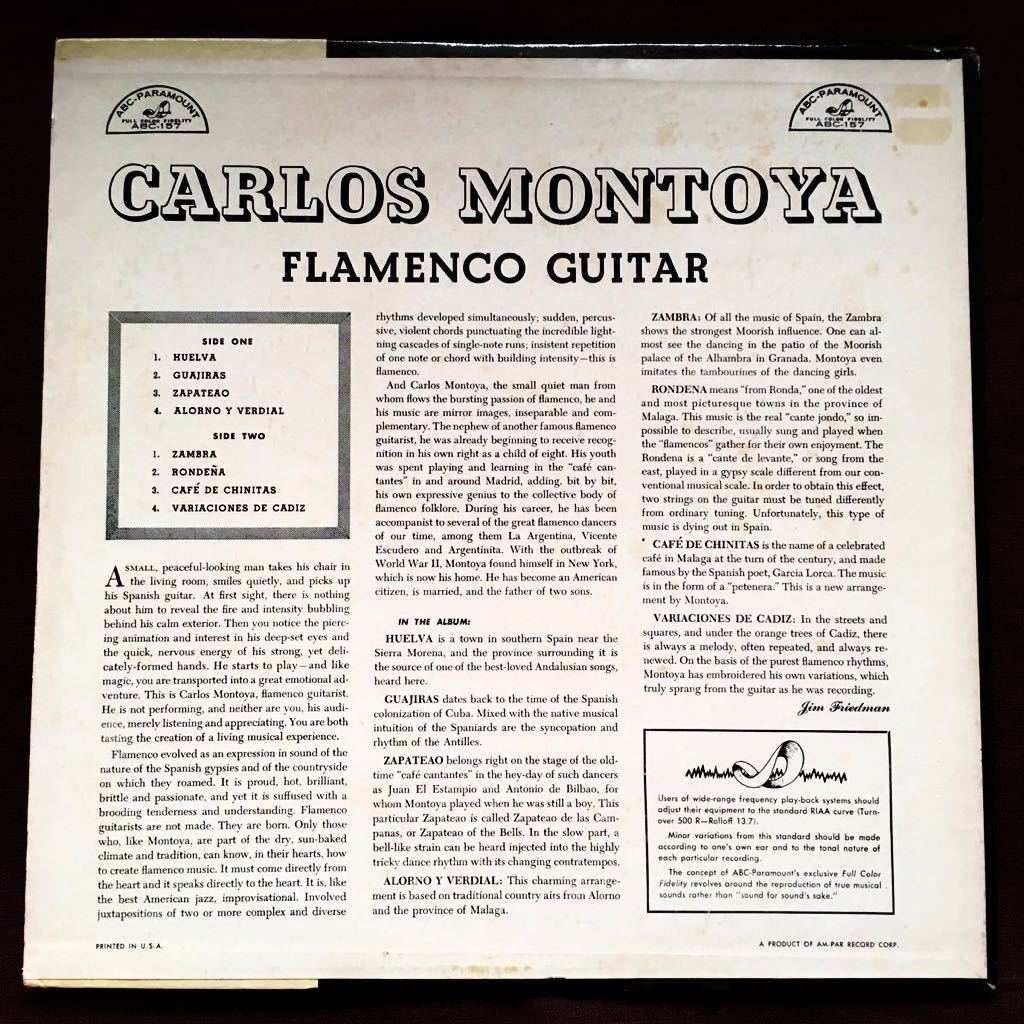 ABC-PARAMOUNT
FULL COLOR FIDELITY
ABC-157
ABC-PARAMOUNT
FULL COLOR FIDELITY
ABC-157
CARLOS MONTOYA
FLAMENCO GUITAR
SIDE ONE
1. HUELVA
2. GUAJIRAS
3. ZAPATEAO
4. ALORNO Y VERDIAL
SIDE TWO
1. ZAMBRA
2. RONDEÑA
3. CAFÉ DE CHINITAS
4. VARIACIONES DE CADIZ
A SMALL, peaceful-looking man takes his chair in
the living room, smiles quietly, and picks up
his Spanish guitar. At first sight, there is nothing
about him to reveal the fire and intensity bubbling
behind his calm exterior. Then you notice the pierc-
ing animation and interest in his deep-set eyes and
the quick, nervous energy of his strong, yet deli-
cately-formed hands. He starts to play—and like
magic, you are transported into a great emotional ad-
venture. This is Carlos Montoya, flamenco guitarist.
He is not performing, and neither are you, his audi-
ence, merely listening and appreciating. You are both
tasting the creation of a living musical experience.
Flamenco evolved as an expression in sound of the
nature of the Spanish gypsies and of the countryside
on which they roamed. It is proud, hot, brilliant,
brittle and passionate, and yet it is suffused with a
brooding tenderness and understanding. Flamenco
guitarists are not made. They are born. Only those
who, like Montoya, are part of the dry, sun-baked
climate and tradition, can know, in their hearts, how
to create flamenco music. It must come directly from
the heart and it speaks directly to the heart. It is, like
the best American jazz, improvisational. Involved
juxtapositions of two or more complex and diverse
rhythms developed simultaneously; sudden, percus-
sive, violent chords punctuating the incredible light-
ning cascades of single-note runs; insistent repetition
of one note or chord with building intensity—this is
flamenco.
And Carlos Montoya, the small quiet man from
whom flows the bursting passion of flamenco, he and
his music are mirror images, inseparable and com-
plementary. The nephew of another famous flamenco
guitarist, he was already beginning to receive recog-
nition in his own right as a child of eight. His youth
was spent playing and learning in the "café can-
tantes" in and around Madrid, adding, bit by bit,
his own expressive genius to the collective body of
flamenco folklore. During his career, he has been
accompanist to several of the great flamenco dancers
of our time, among them La Argentina, Vicente
Escudero and Argentinita. With the outbreak of
World War II, Montoya found himself in New York,
which is now his home. He has become an American
citizen, is married, and the father of two sons.
IN THE ALBUM:
HUELVA is a town in southern Spain near the
Sierra Morena, and the province surrounding it is
the source of one of the best-loved Andalusian songs,
heard here.
GUAJIRAS dates back to the time of the Spanish
colonization of Cuba. Mixed with the native musical
intuition of the Spaniards are the syncopation and
rhythm of the Antilles.
ZAPATEAO belongs right on the stage of the old-
time "café cantantes" in the hey-day of such dancers
as Juan El Estampio and Antonio de Bilbao, for
whom Montoya played when he was still a boy. This
particular Zapateao is called Zapateao de las Cam-
panas, or Zapateao of the Bells. In the slow part, a
bell-like strain can be heard injected into the highly
tricky dance rhythm with its changing contratempos.
ALORNO Y VERDIAL: This charming arrange-
ment is based on traditional country airs from Alorno
and the province of Malaga.
ZAMBRA: Of all the music of Spain, the Zambra
shows the strongest Moorish influence. One can al-
most see the dancing in the patio of the Moorish
palace of the Alhambra in Granada. Montoya even
imitates the tambourines of the dancing girls.
RONDENA means "from Ronda," one of the oldest
and most picturesque towns in the province of
Malaga. This music is the real "cante jondo," so im-
possible to describe, usually sung and played when
the "flamencos" gather for their own enjoyment. The
Rondena is a "cante de levante," or song from the
east, played in a gypsy scale different from our con-
ventional musical scale. In order to obtain this effect,
two strings on the guitar must be tuned differently
from ordinary tuning. Unfortunately, this type of
music is dying out in Spain.
CAFÉ DE CHINITAS is the name of a celebrated
café in Malaga at the turn of the century, and made
famous by the Spanish poet, Garcia Lorca. The music
is in the form of a "petenera." This is a new arrange-
ment by Montoya.
VARIACIONES DE CADIZ: In the streets and
squares, and under the orange trees of Cadiz, there
is always a melody, often repeated, and always re-
newed. On the basis of the purest flamenco rhythms,
Montoya has embroidered his own variations, which
truly sprang from the guitar as he was recording.
Jim Friedman
Users of wide-range frequency play-back systems should
adjust their equipment to the standard RIAA curve (Turn-
over 500 R—Rolloff 13.7).
Minor variations from this standard should be made
according to one's own ear and to the tonal nature of
each particular recording.
The concept of ABC-Paramount's exclusive Full Color
Fidelity revolves around the reproduction of true musical
sounds rather than "sound for sound's sake."
PRINTED IN U.S.A.
A PRODUCT OF AM-PAR RECORD CORP.